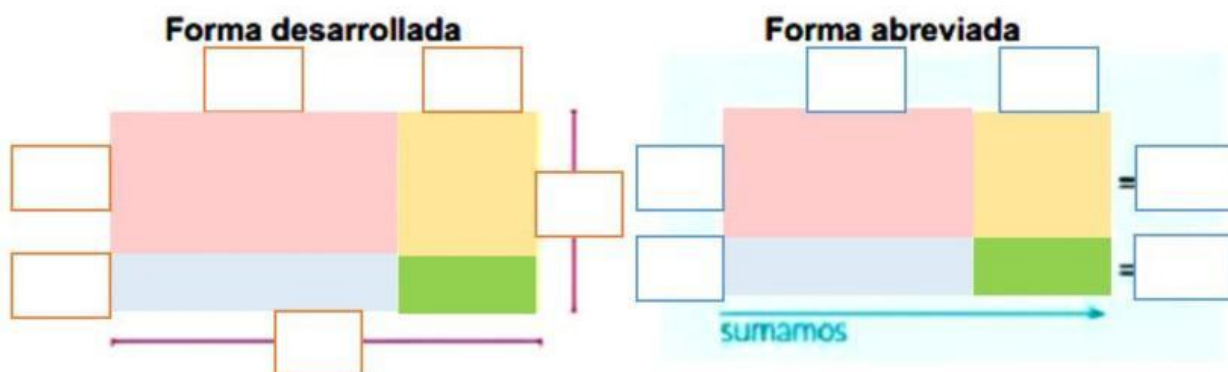 Forma desarrollada
Forma abreviada
=
=
sumamos